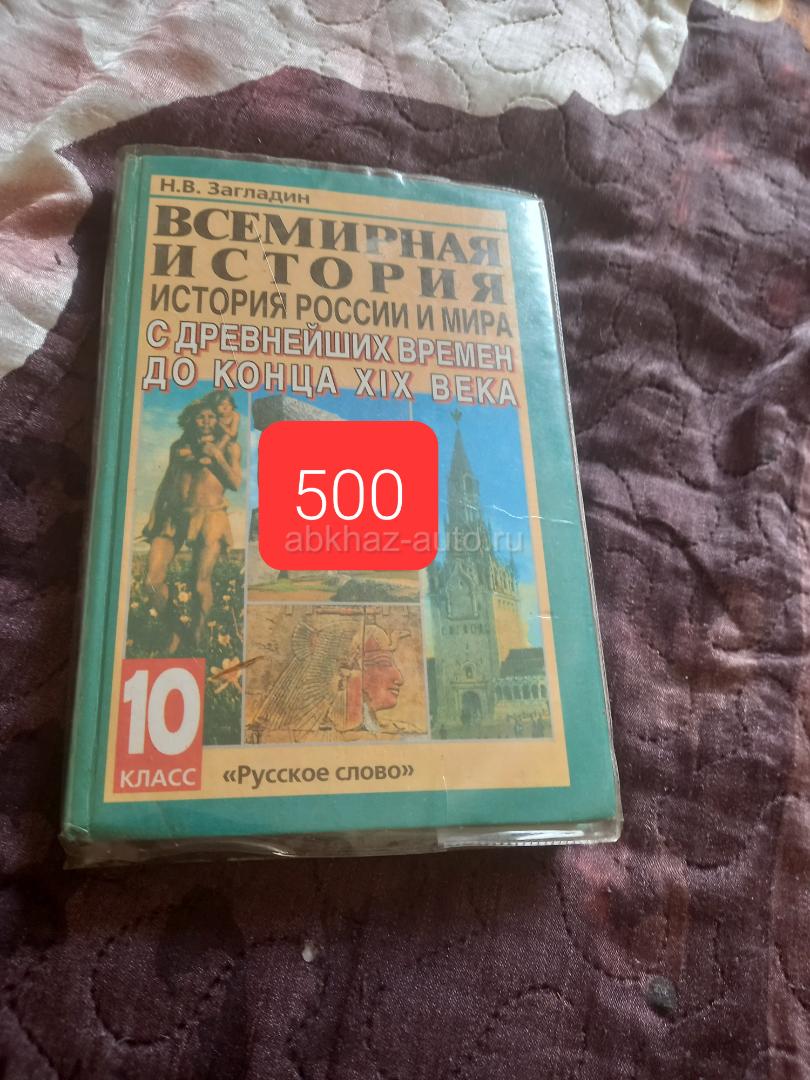 Н.В. Загладин
ВСЕМИРНАЯ
ИСТОРИЯ
ИСТОРИЯ РОССИИ И МИРА
С ДРЕВНЕЙШИХ ВРЕМЕН
ДО КОНЦА XIX ВЕКА
500
abkhaz-auto.ru
10
КЛАСС
«Русское слово»